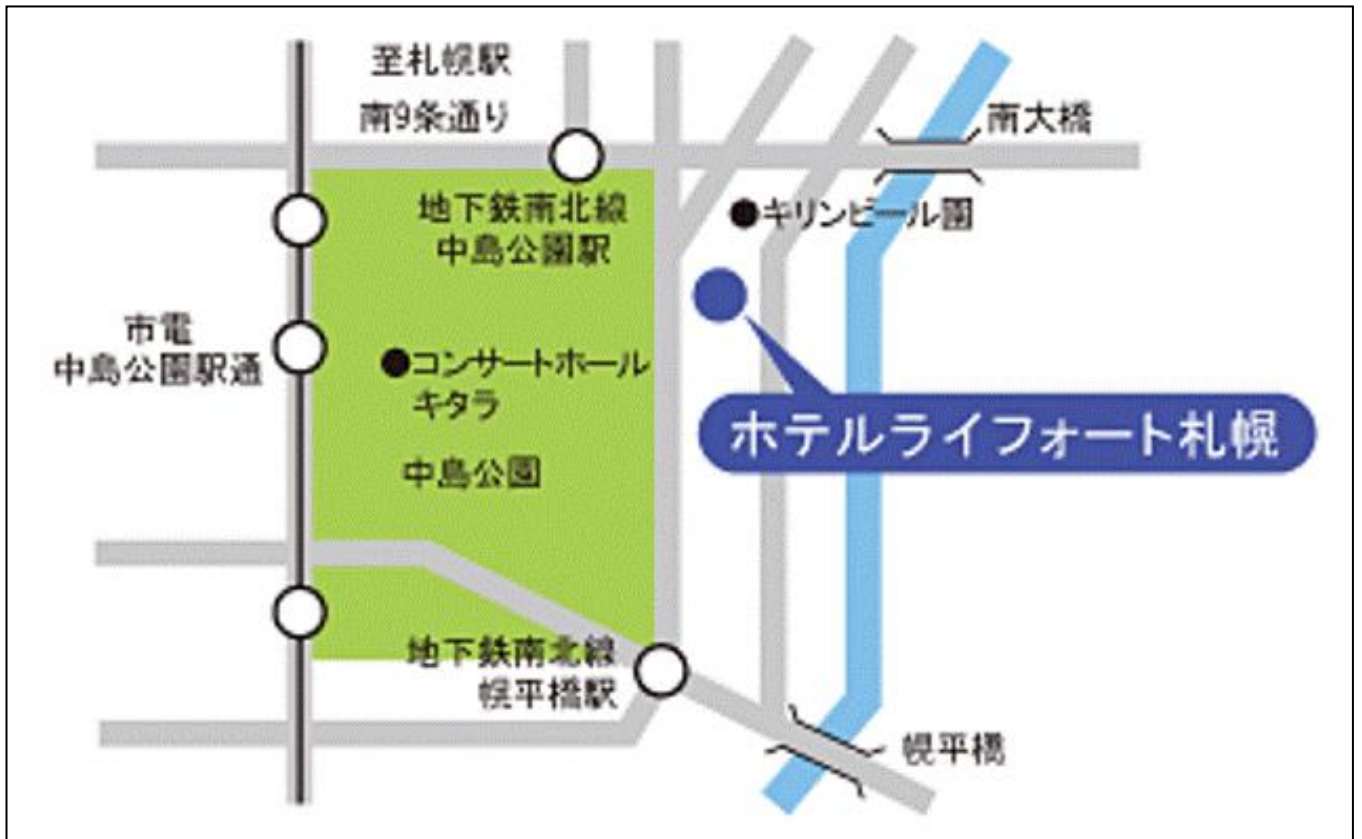 至札幌駅
南9条通り
南大橋
地下鉄南北線
中島公園駅
キリンビール園
市電
中島公園駅通
コンサートホール
キタラ
ホテルライフォート札幌
中島公園
地下鉄南北線
幌平橋駅
幌平橋